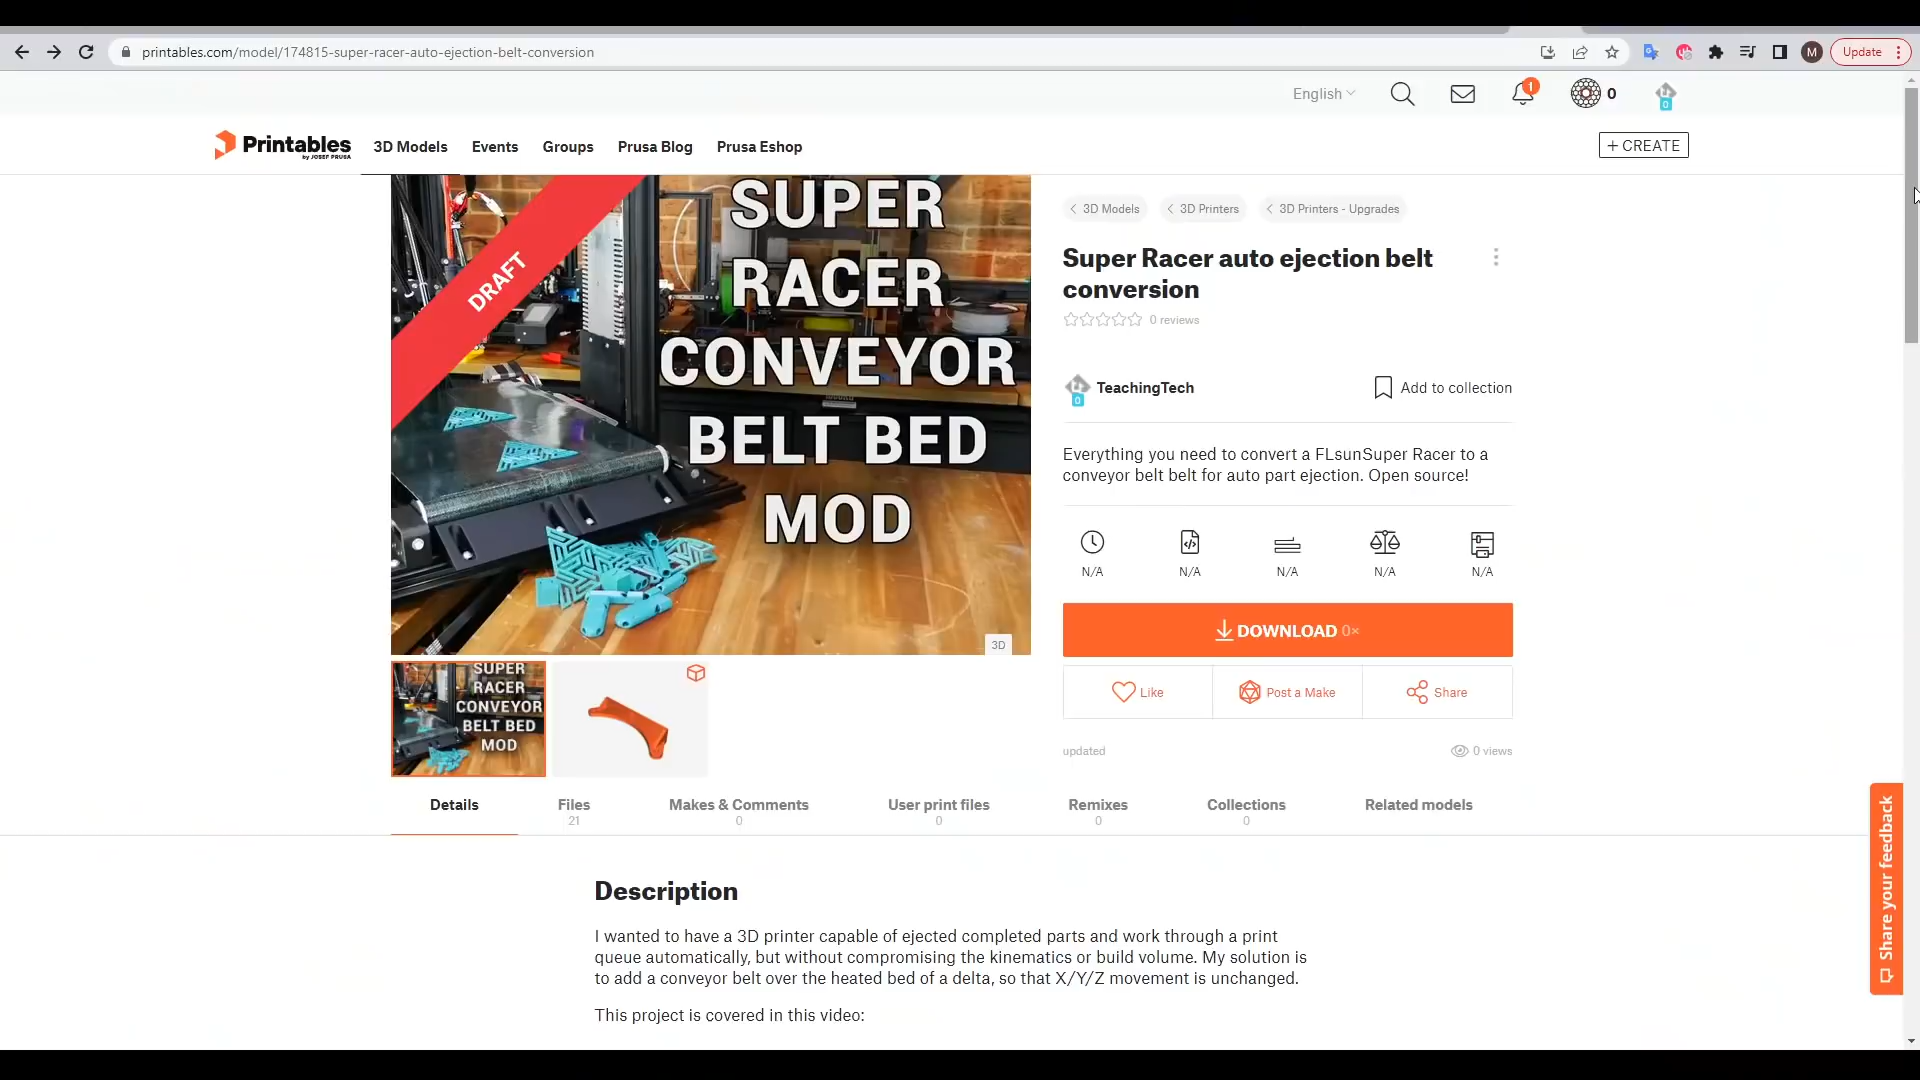 printables.com/model/174815-super-racer-auto-ejection-belt-conversion
M
Update
English
1
0
0
Printables
by JOSEF PRUSA
3D Models
Events
Groups
Prusa Blog
Prusa Eshop
+ CREATE
DRAFT
SUPER
RACER
CONVEYOR
BELT BED
MOD
3D
SUPER
RACER
CONVEYOR
BELT BED
MOD
3D Models
3D Printers
3D Printers - Upgrades
Super Racer auto ejection belt
conversion
0 reviews
0
TeachingTech
Add to collection
Everything you need to convert a FLsunSuper Racer to a
conveyor belt belt for auto part ejection. Open source!
N/A
N/A
N/A
N/A
N/A
DOWNLOAD 0×
Like
Post a Make
Share
updated
0 views
Details
Files
21
Makes & Comments
0
User print files
0
Remixes
0
Collections
0
Related models
Share your feedback
Description
I wanted to have a 3D printer capable of ejected completed parts and work through a print
queue automatically, but without compromising the kinematics or build volume. My solution is
to add a conveyor belt over the heated bed of a delta, so that X/Y/Z movement is unchanged.
This project is covered in this video: